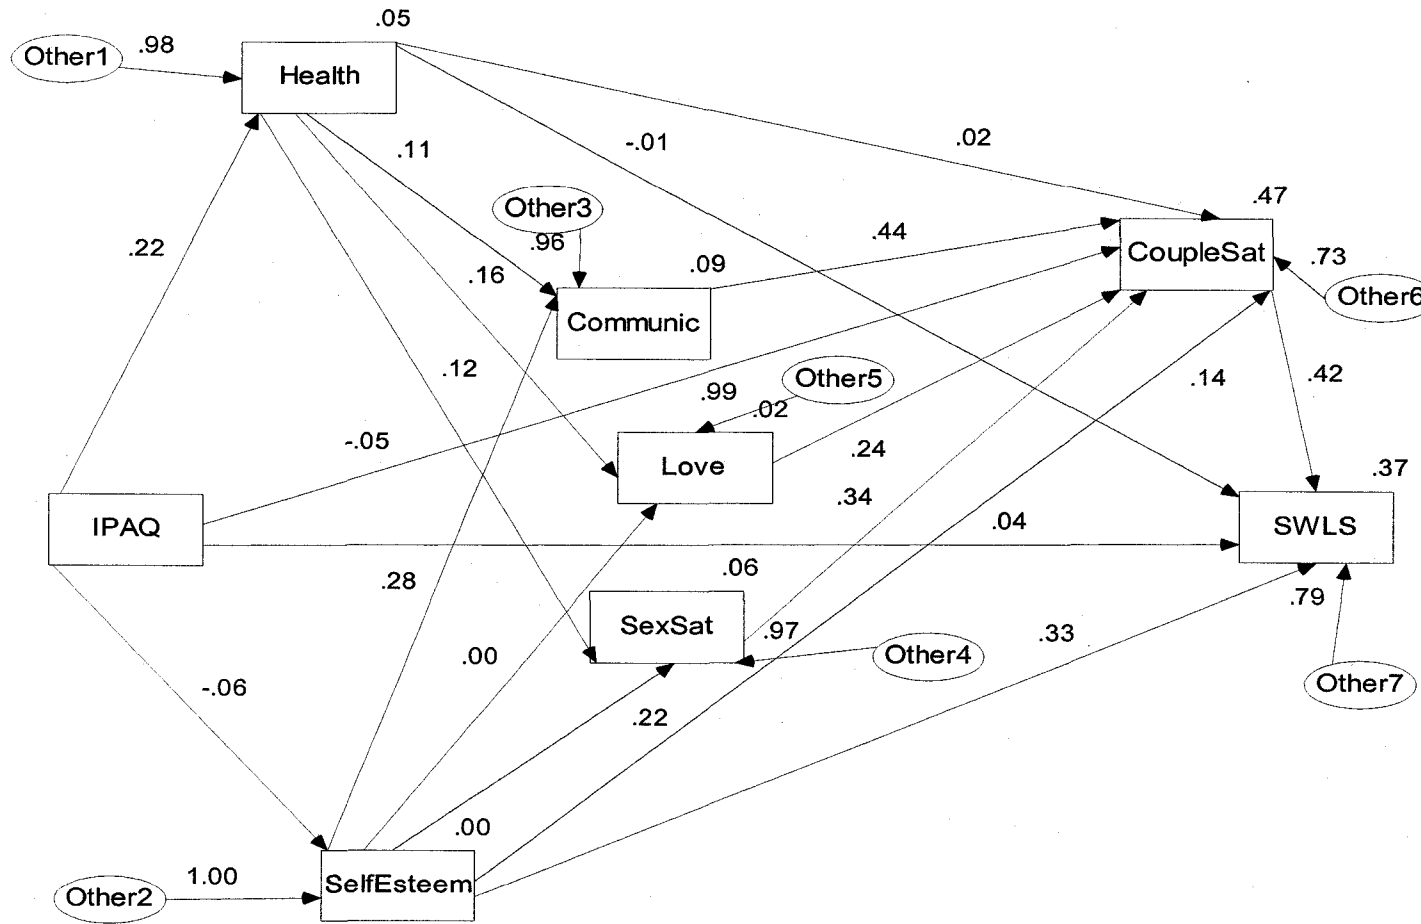 .05
Other1
.98
Health
.11
-.01
.02
.47
Other3
.96
.44
.22
.16
.09
CoupleSat
.73
Other6
Communic
.12
Other5
.99
.02
.14
.42
-.05
Love
.24
.37
.34
IPAQ
.04
SWLS
.28
.06
.79
SexSat
.97
.33
Other4
.00
Other7
-.06
.22
.00
1.00
SelfEsteem
Other2